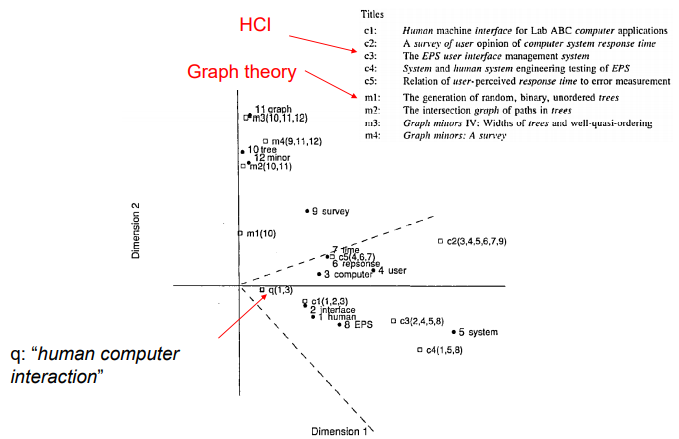 HCI
Graph theory
Titles
c1: Human machine interface for Lab ABC computer applications
c2: A survey of user opinion of computer system response time
c3: The EPS user interface management system
c4: System and human system engineering testing of EPS
c5: Relation of user-perceived response time to error measurement
m1: The generation of random, binary, unordered trees
m2: The intersection graph of paths in trees
m3: Graph minors IV: Widths of trees and well-quasi-ordering
m4: Graph minors: A survey
11 graph
m3(10,11,12)
m4(9,11,12)
10 tree
12 minor
m2(10,11)
9 survey
Dimension 2
m1(10)
c2(3,4,5,6,7,9)
7 time
c5(4,6,7)
6 repsonse
4 user
3 computer
q(1,3)
c1(1,2,3)
2 interface
1 human
8 EPS
c3(2,4,5,8)
5 system
c4(1,5,8)
q: "human computer
interaction"
Dimension 1